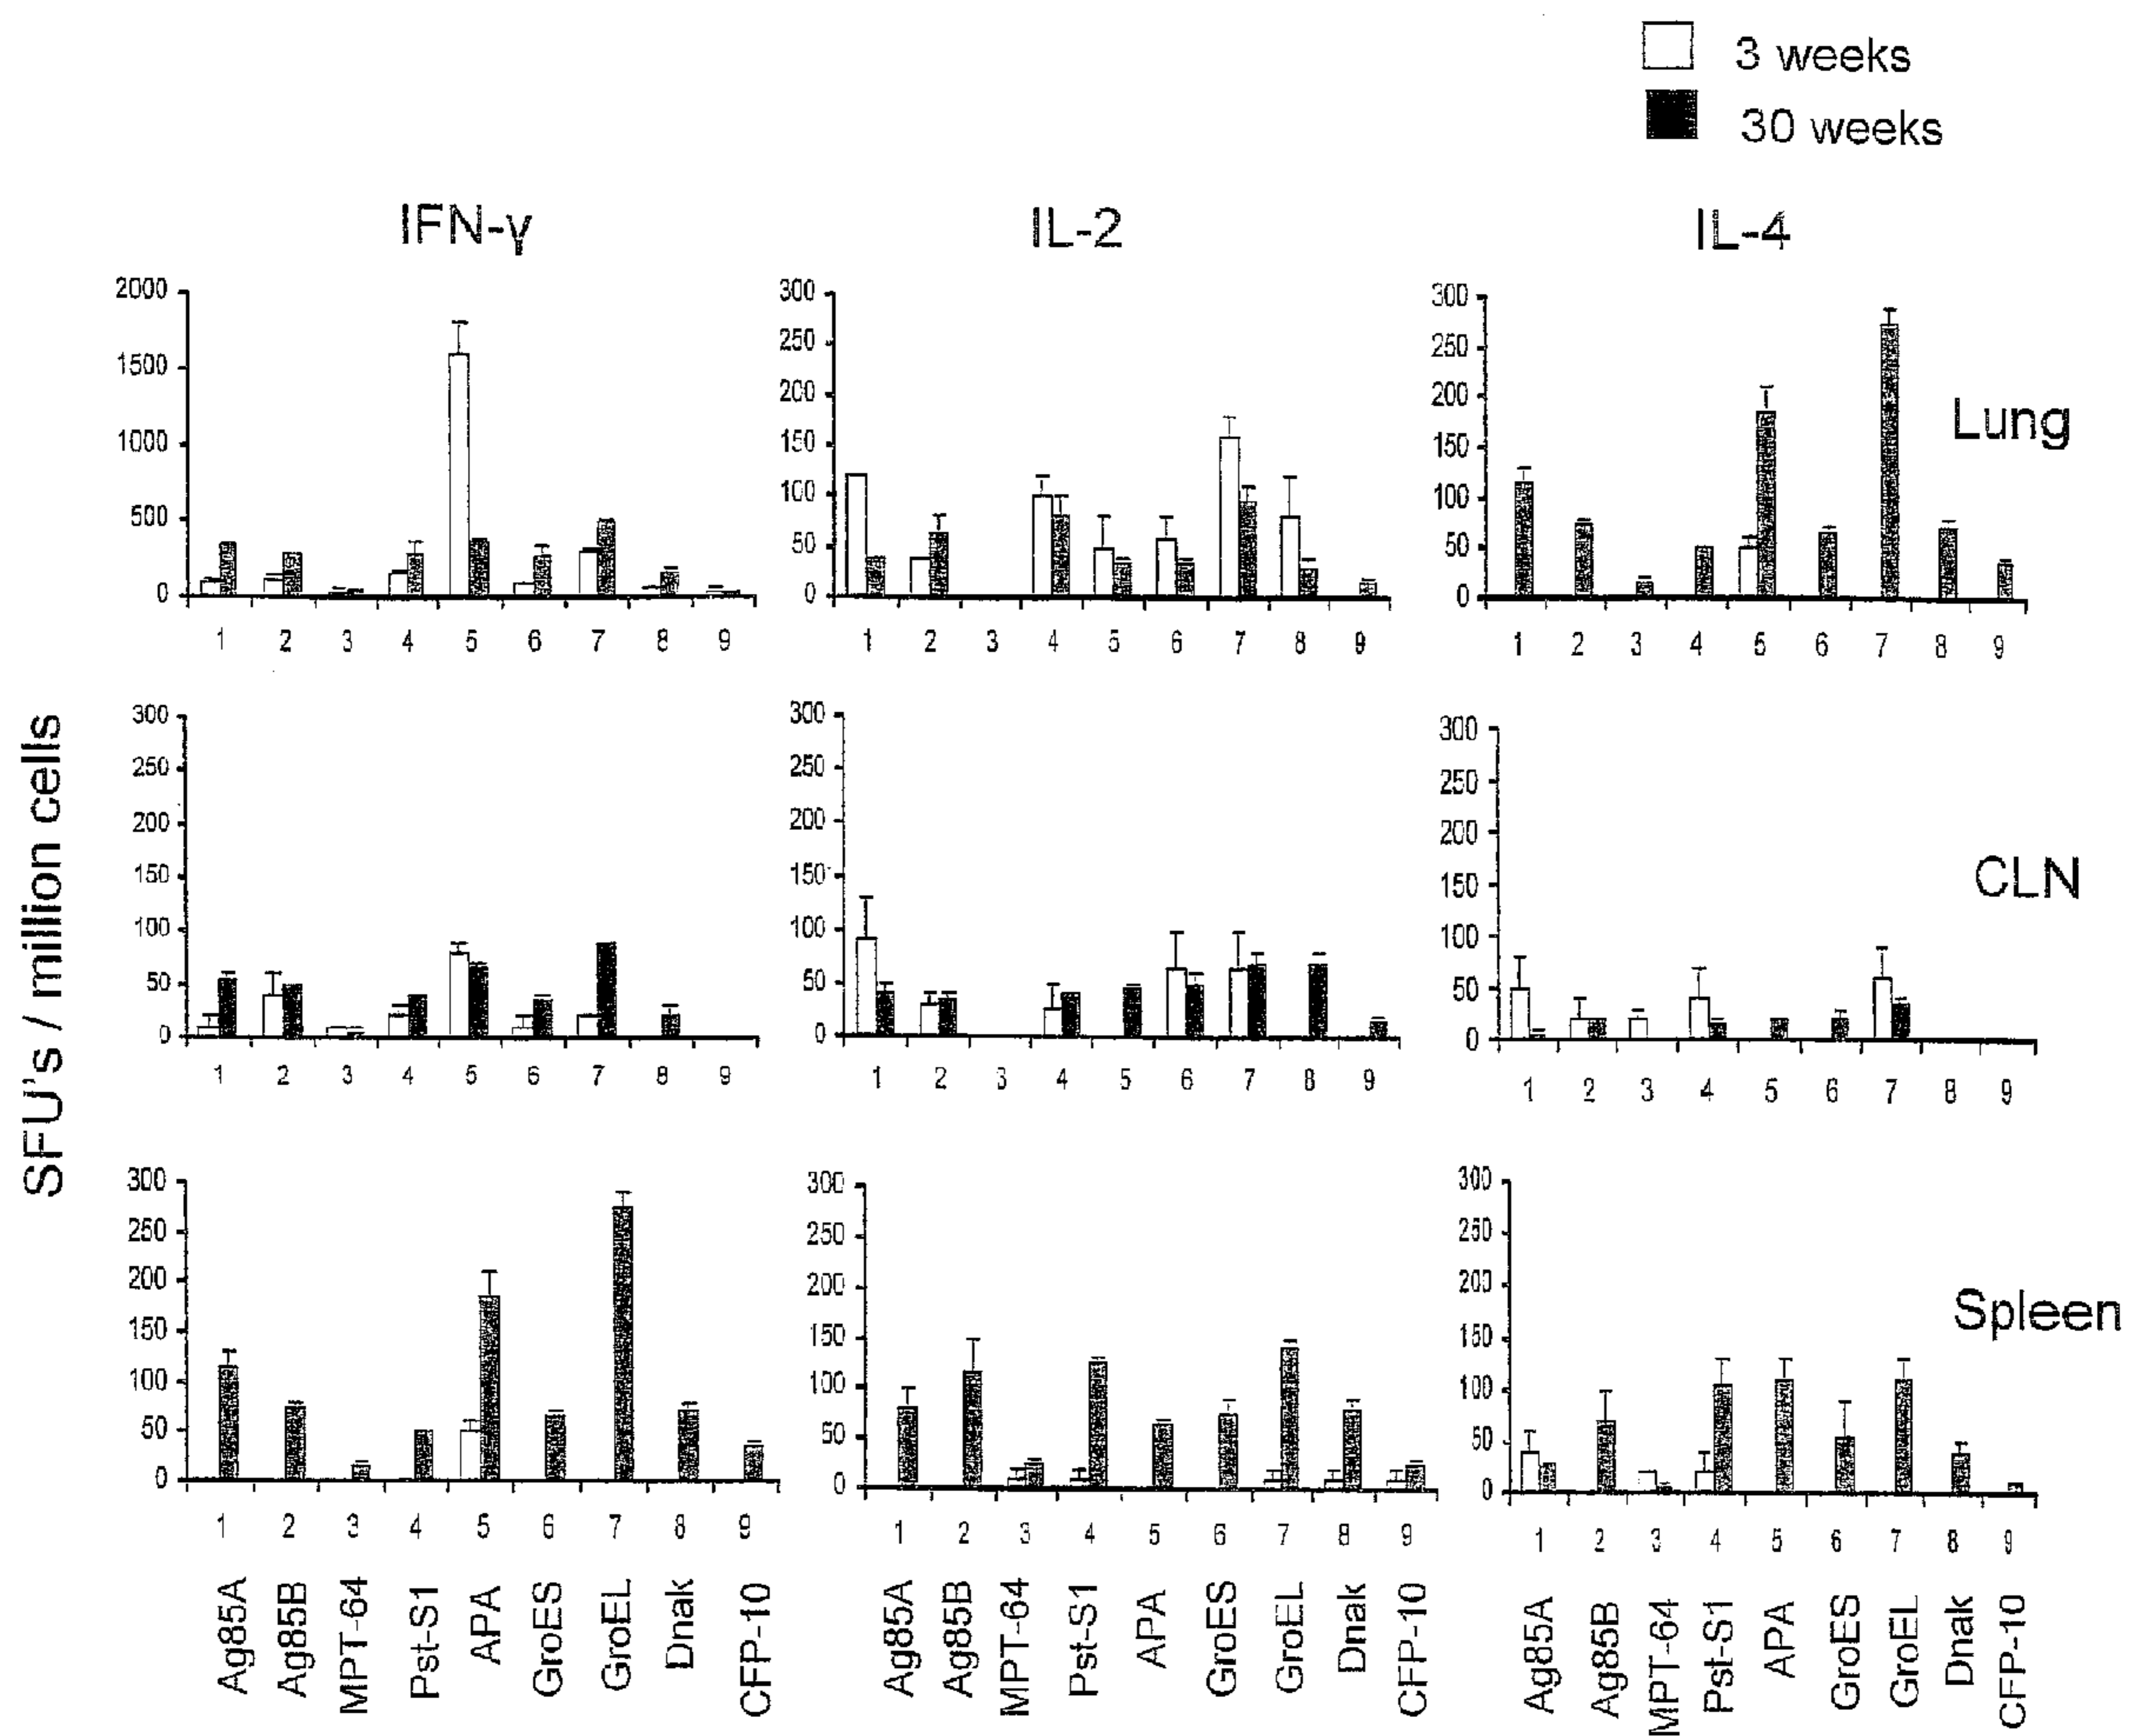 3 weeks
30 weeks
IFN-γ
IL-2
IL-4
2000
1500
1000
500
0
1 2 3 4 5 6 7 8 9
300
250
200
150
100
50
0
1 2 3 4 5 6 7 8 9
300
250
200
150
100
50
0
1 2 3 4 5 6 7 8 9
Lung
SFU's / million cells
300
250
200
150
100
50
0
1 2 3 4 5 6 7 8 9
300
250
200
150
100
50
0
1 2 3 4 5 6 7 8 9
300
250
200
150
100
50
0
1 2 3 4 5 6 7 8 9
CLN
300
250
200
150
100
50
0
1 2 3 4 5 6 7 8 9
300
250
200
150
100
50
0
1 2 3 4 5 6 7 8 9
300
250
200
150
100
50
0
1 2 3 4 5 6 7 8 9
Spleen
Ag85A
Ag85B
MPT-64
Pst-S1
APA
GroES
GroEL
Dnak
CFP-10
Ag85A
Ag85B
MPT-64
Pst-S1
APA
GroES
GroEL
Dnak
CFP-10
Ag85A
Ag85B
MPT-64
Pst-S1
APA
GroES
GroEL
Dnak
CFP-10